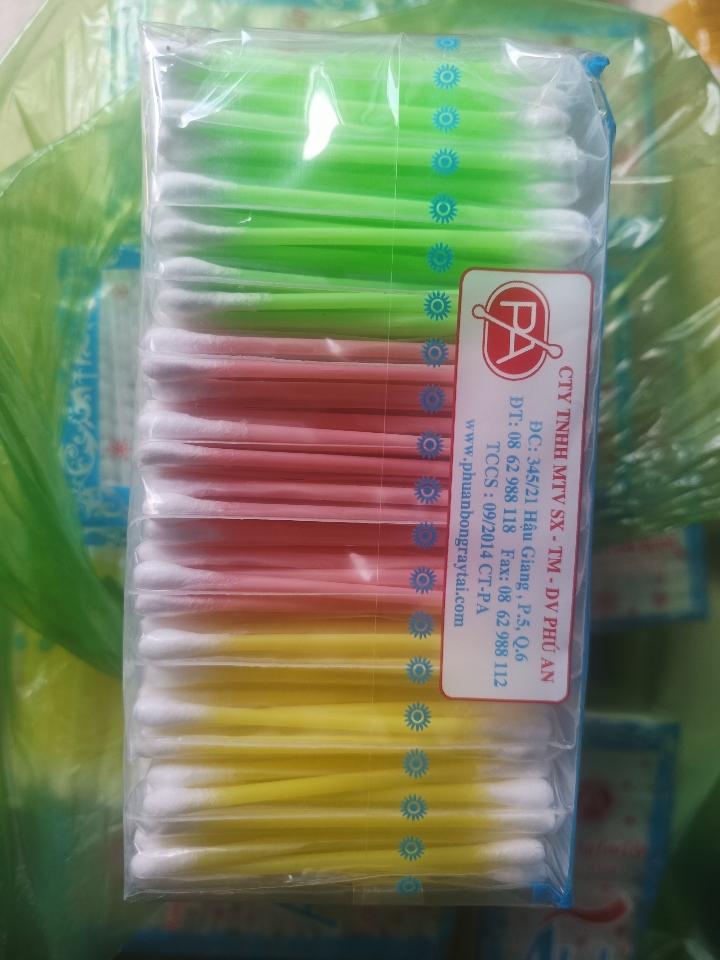 PA
CTY TNHH MTV SX - TM - DV PHÚ AN
ĐC: 345/21 Hậu Giang , P.5, Q.6
ĐT: 08 62 988 118 Fax: 08 62 988 112
TCCS : 09/2014 CT-PA
www.phuanbongraytai.com